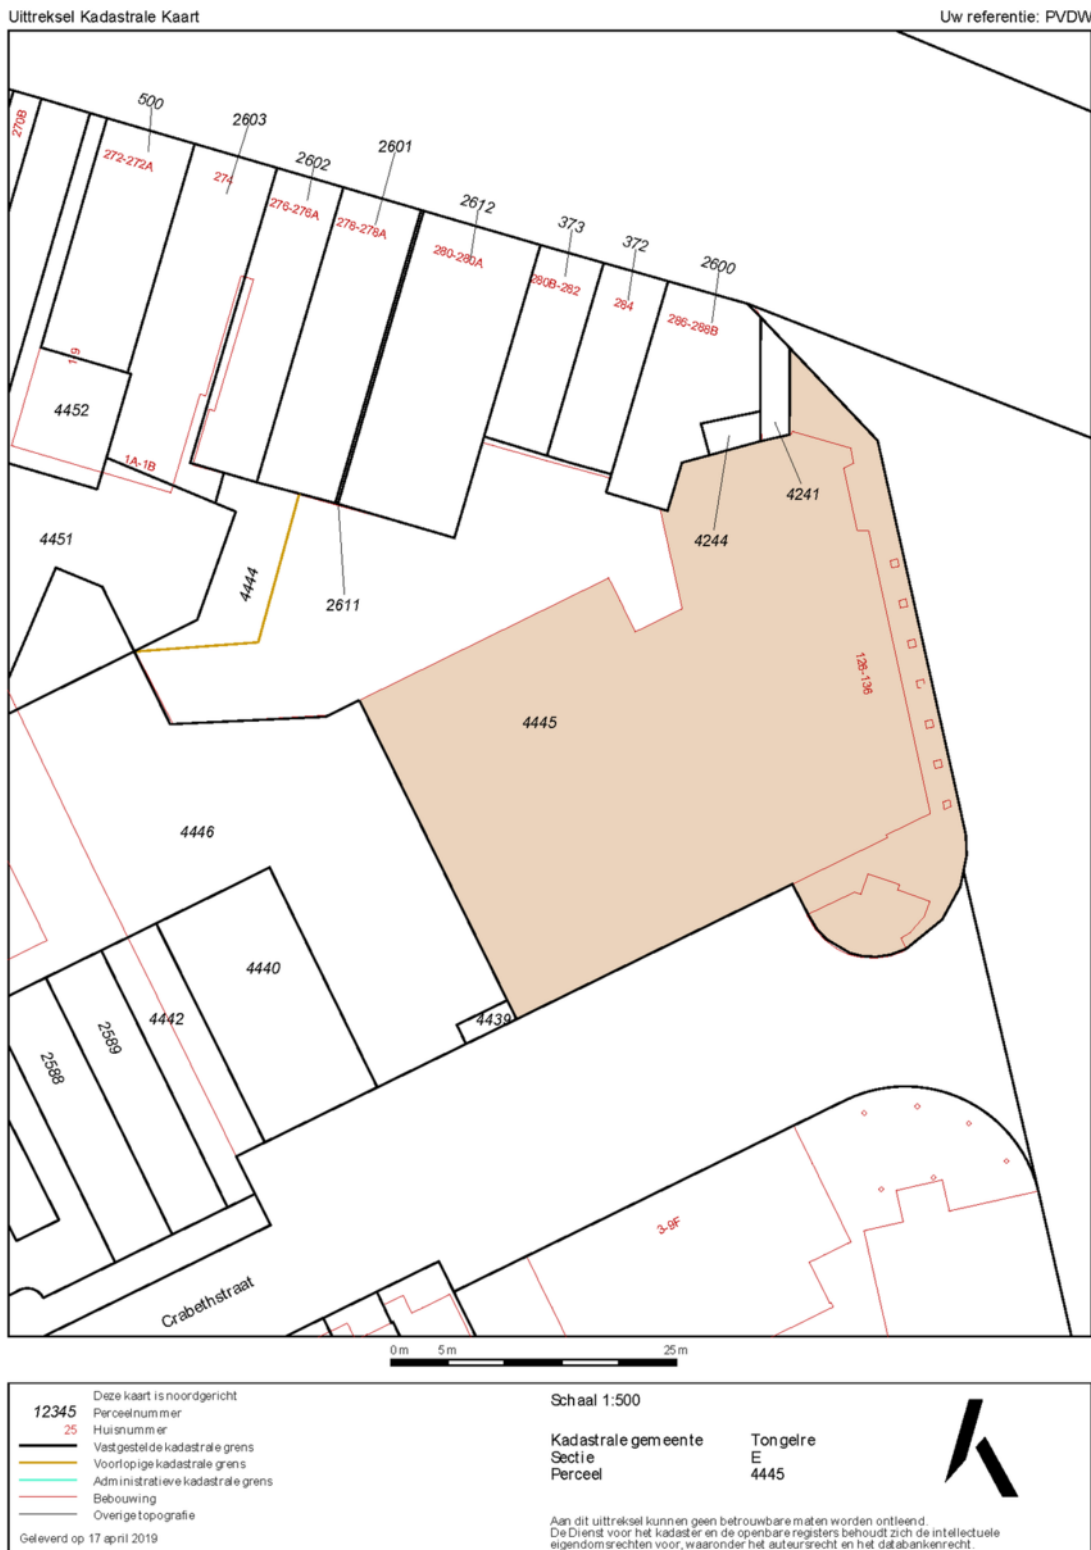 Uittreksel Kadastrale Kaart
Uw referentie: PVDW
270B
500
272-272A
2603
274
2602
276-276A
2601
278-278A
2612
280-280A
373
280B-282
372
284
2600
286-288B
1-9
4452
1A-1B
4241
4244
4451
4444
2611
126-136
4445
4446
4440
4442
4439
2589
2588
3-9F
Crabethstraat
0 m 5 m 25 m
Deze kaart is noordgericht
12345 Perceelnummer
25 Huisnummer
Vastgestelde kadastrale grens
Voorlopige kadastrale grens
Administratieve kadastrale grens
Bebouwing
Overige topografie
Geleverd op 17 april 2019
Schaal 1:500
Kadastrale gemeente Tongelre
Sectie E
Perceel 4445
Aan dit uittreksel kunnen geen betrouwbare maten worden ontleend.
De Dienst voor het kadaster en de openbare registers behoudt zich de intellectuele
eigendomsrechten voor, waaronder het auteursrecht en het databankenrecht.